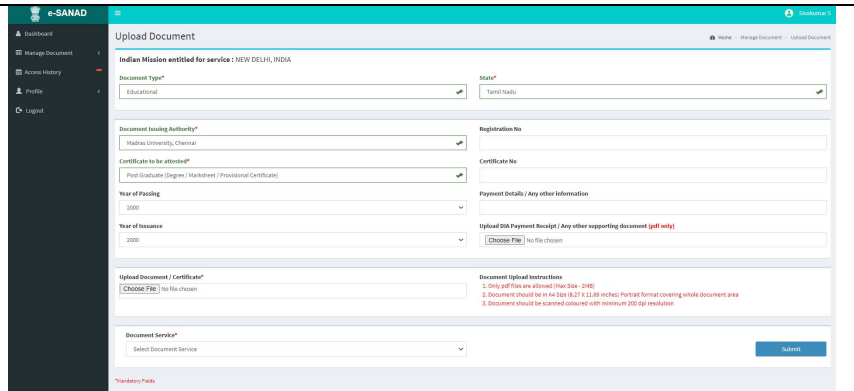 e-SANAD
Sivakumar S
Dashboard
Manage Document
Access History
Profile
Logout
Upload Document
Home > Manage Document > Upload Document
Indian Mission entitled for service : NEW DELHI, INDIA
Document Type*
Educational
State*
Tamil Nadu
Document Issuing Authority*
Madras University, Chennai
Registration No
Certificate to be attested*
Post Graduate (Degree / Marksheet / Provisional Certificate)
Certificate No
Year of Passing
2000
Payment Details / Any other information
Year of Issuance
2000
Upload DIA Payment Receipt / Any other supporting document (pdf only)
Choose File No file chosen
Upload Document / Certificate*
Choose File No file chosen
Document Upload Instructions
1. Only pdf files are allowed (Max Size - 2MB)
2. Document should be in A4 Size (8.27 X 11.69 inches) Portrait format covering whole document area
3. Document should be scanned coloured with minimum 200 dpi resolution
Document Service*
Select Document Service
Submit
*Mandatory Fields